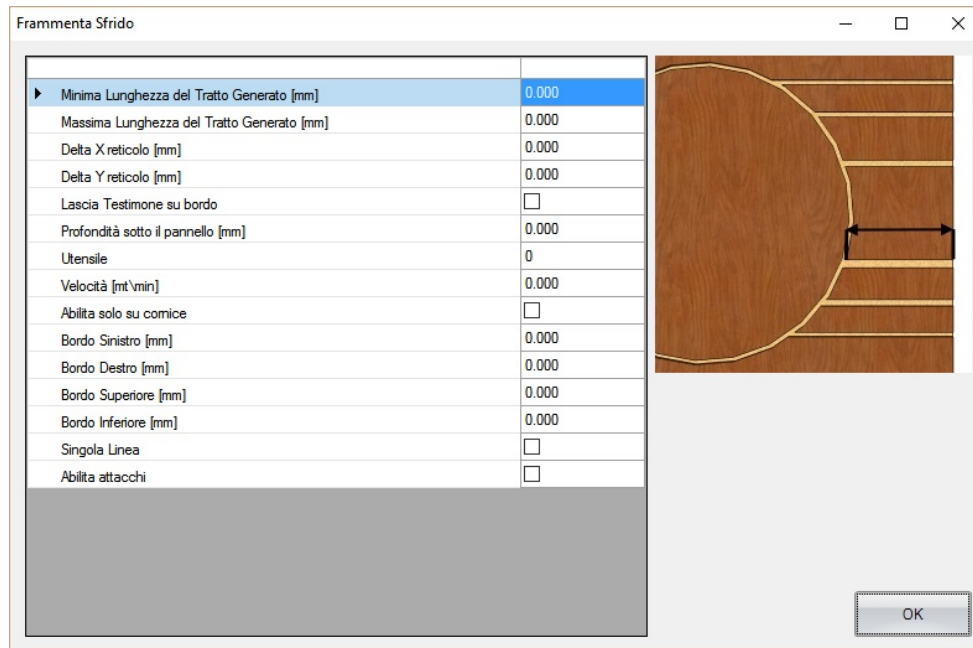 Frammenta Sfrido
Minima Lunghezza del Tratto Generato [mm] 0.000
Massima Lunghezza del Tratto Generato [mm] 0.000
Delta X reticolo [mm] 0.000
Delta Y reticolo [mm] 0.000
Lascia Testimone su bordo
Profondità sotto il pannello [mm] 0.000
Utensile 0
Velocità [mt\min] 0.000
Abilita solo su cornice
Bordo Sinistro [mm] 0.000
Bordo Destro [mm] 0.000
Bordo Superiore [mm] 0.000
Bordo Inferiore [mm] 0.000
Singola Linea
Abilita attacchi
OK